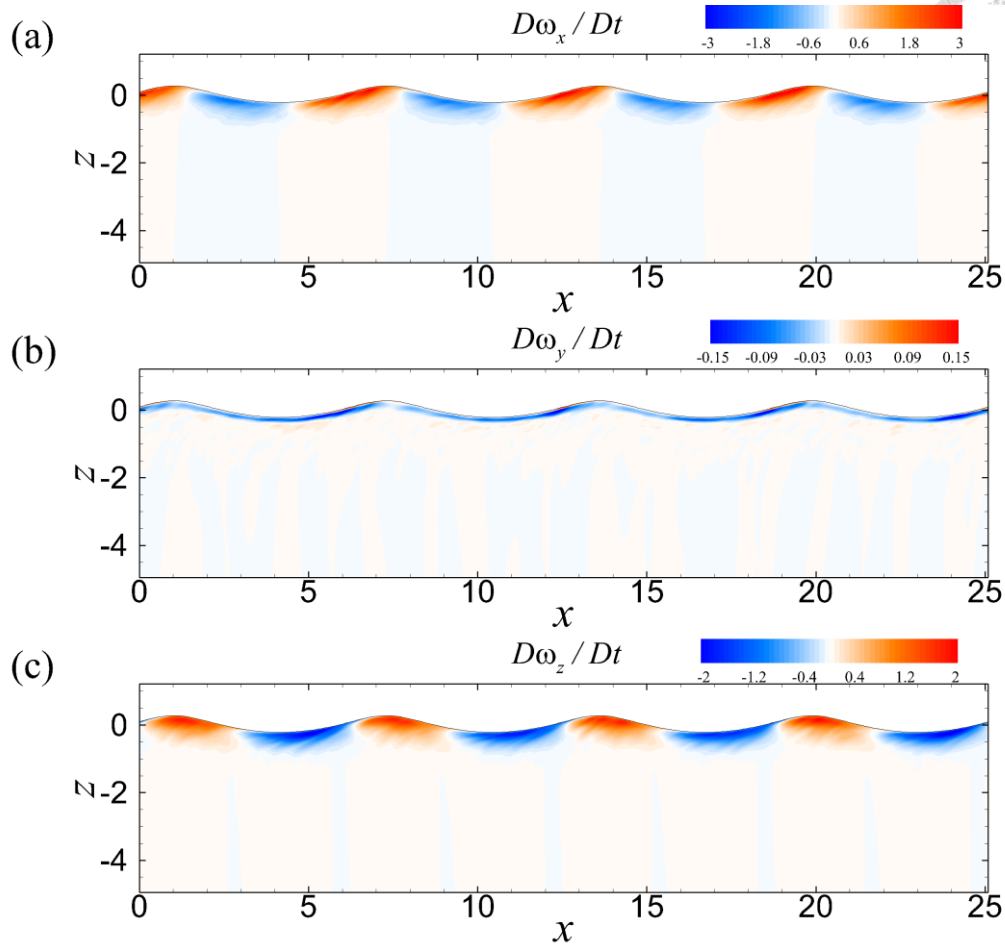 (a)
Dω_x / Dt
-3 -1.8 -0.6 0.6 1.8 3
0
-2
-4
z
0 5 10 15 20 25
x
(b)
Dω_y / Dt
-0.15 -0.09 -0.03 0.03 0.09 0.15
0
-2
-4
z
0 5 10 15 20 25
x
(c)
Dω_z / Dt
-2 -1.2 -0.4 0.4 1.2 2
0
-2
-4
z
0 5 10 15 20 25
x